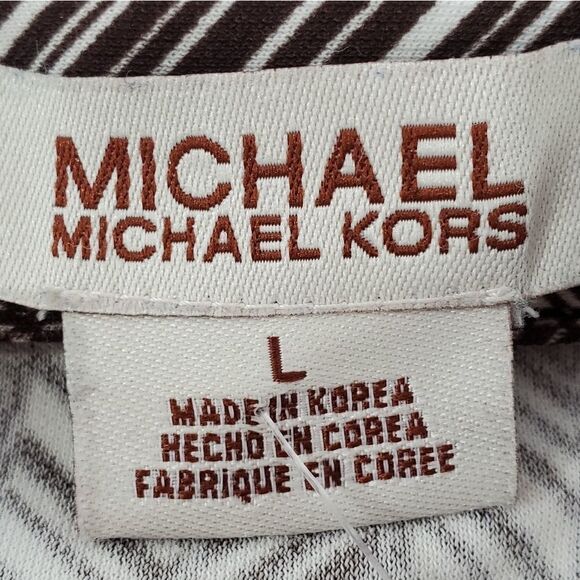 MICHAEL
MICHAEL KORS
L
MADE IN KOREA
HECHO EN COREA
FABRIQUE EN COREE